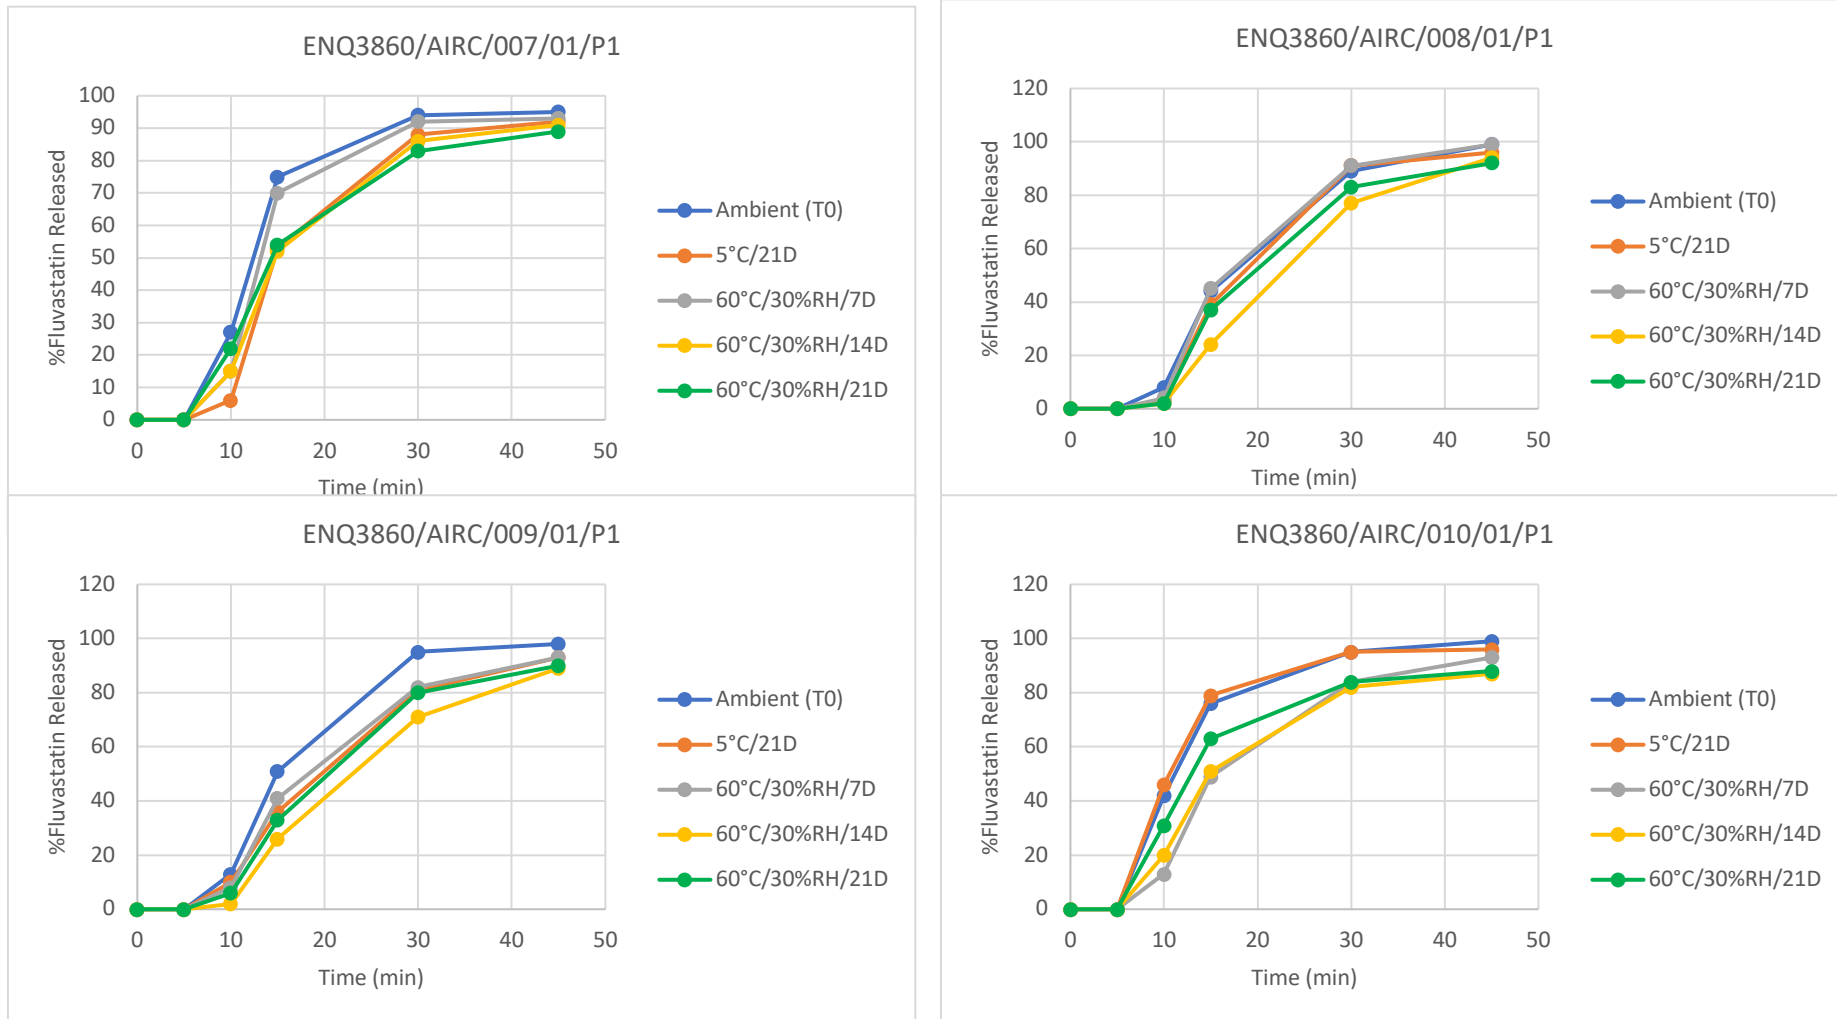 ENQ3860/AIRC/007/01/P1
%Fluvastatin Released
100
90
80
70
60
50
40
30
20
10
0
0 10 20 30 40 50
Time (min)
Ambient (T0)
5°C/21D
60°C/30%RH/7D
60°C/30%RH/14D
60°C/30%RH/21D
ENQ3860/AIRC/008/01/P1
%Fluvastatin Released
120
100
80
60
40
20
0
0 10 20 30 40 50
Time (min)
Ambient (T0)
5°C/21D
60°C/30%RH/7D
60°C/30%RH/14D
60°C/30%RH/21D
ENQ3860/AIRC/009/01/P1
%Fluvastatin Released
120
100
80
60
40
20
0
0 10 20 30 40 50
Time (min)
Ambient (T0)
5°C/21D
60°C/30%RH/7D
60°C/30%RH/14D
60°C/30%RH/21D
ENQ3860/AIRC/010/01/P1
%Fluvastatin Released
120
100
80
60
40
20
0
0 10 20 30 40 50
Time (min)
Ambient (T0)
5°C/21D
60°C/30%RH/7D
60°C/30%RH/14D
60°C/30%RH/21D